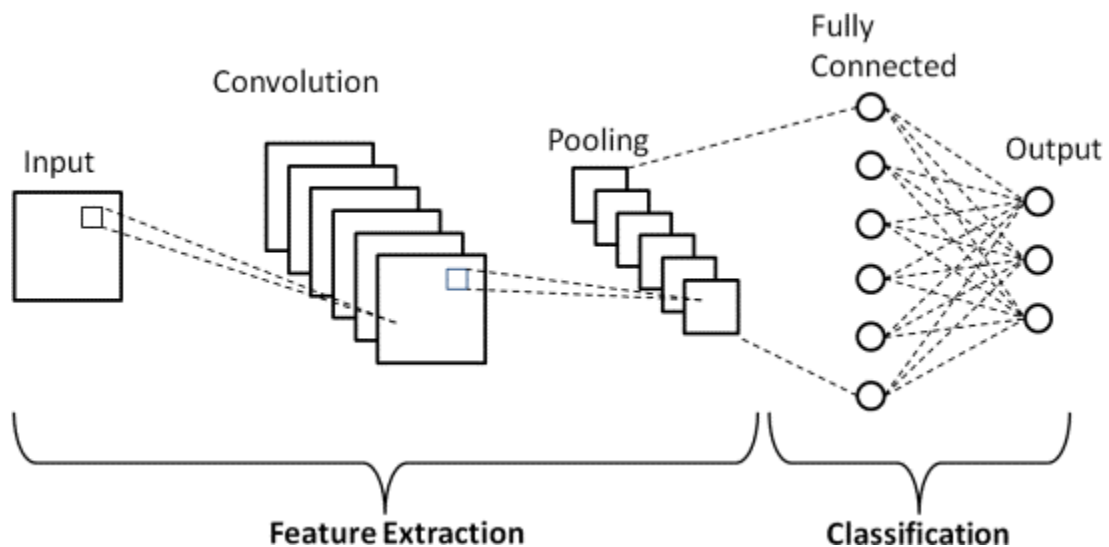 Input
Convolution
Pooling
Fully
Connected
Output
Feature Extraction
Classification